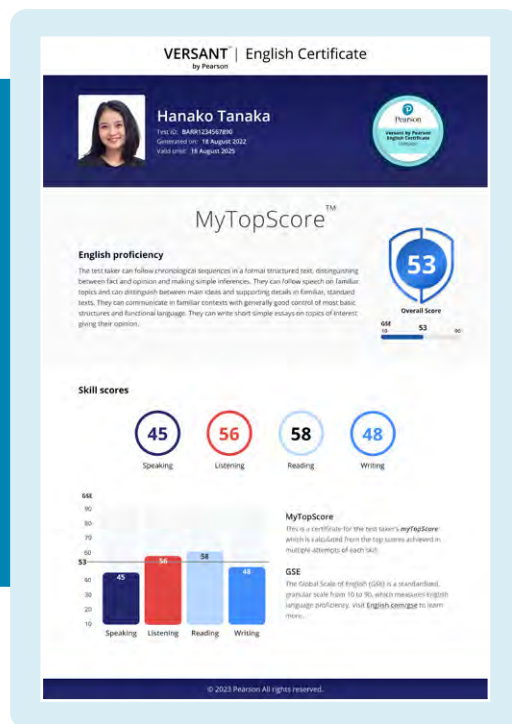 VERSANT™ | English Certificate
by Pearson
Hanako Tanaka
Test ID: BARR1234567890
Generated on: 18 August 2022
Valid until: 18 August 2025
Pearson
Versant by Pearson
English Certificate
MyTopScore™
English proficiency
The test taker can follow chronological sequences in a formal structured text, distinguishing
between fact and opinion and making simple inferences. They can follow speech on familiar
topics and can distinguish between main ideas and supporting details in familiar, standard
texts. They can communicate in familiar contexts with generally good control of most basic
structures and functional language. They can write short simple essays on topics of interest
giving their opinion.
53
Overall Score
GSE
10 53 90
Skill scores
45 56 58 48
Speaking Listening Reading Writing
GSE
90
80
70
60
53
40
30
20
10
45 56 58 48
Speaking Listening Reading Writing
MyTopScore
This is a certificate for the test taker's myTopScore
which is calculated from the top scores achieved in
multiple attempts of each skill.
GSE
The Global Scale of English (GSE) is a standardised,
granular scale from 10 to 90, which measures English
language proficiency. Visit English.com/gse to learn
more.
© 2023 Pearson All rights reserved.